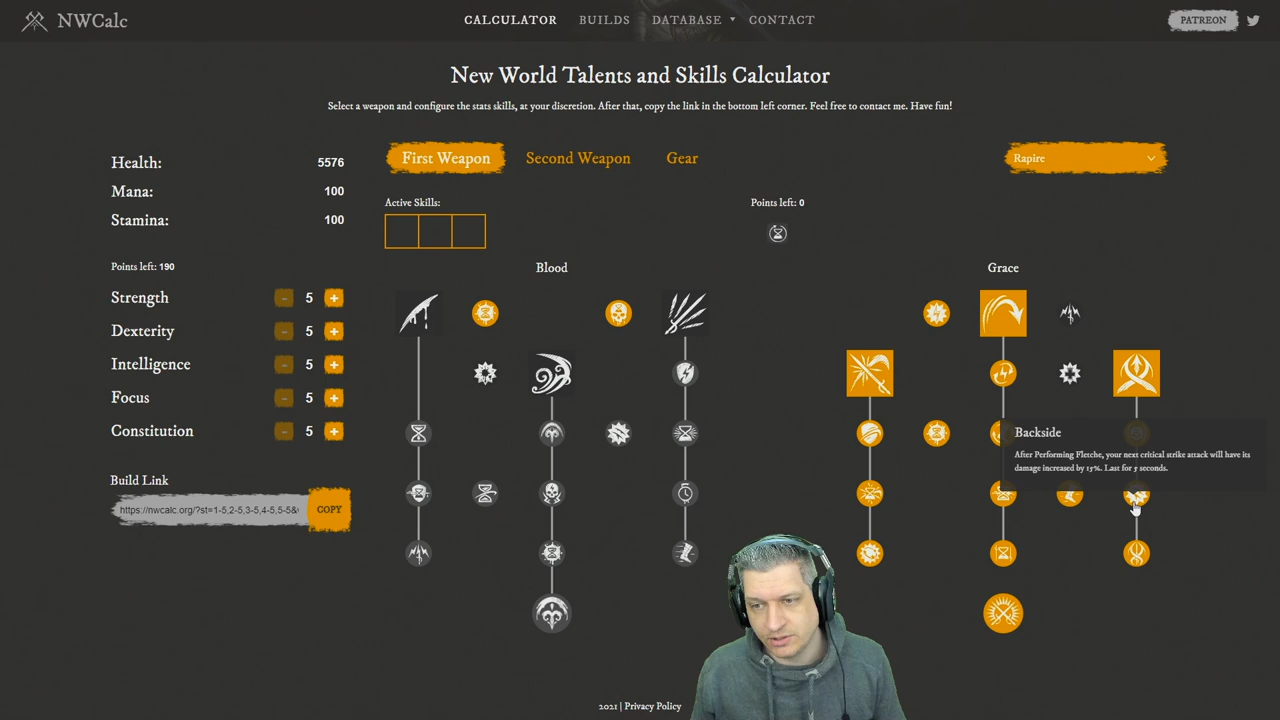 NWCalc
CALCULATOR
BUILDS
DATABASE
CONTACT
PATREON
New World Talents and Skills Calculator
Select a weapon and configure the stats skills, at your discretion. After that, copy the link in the bottom left corner. Feel free to contact me. Have fun!
Health: 5576
Mana: 100
Stamina: 100
Points left: 190
Strength - 5 +
Dexterity - 5 +
Intelligence - 5 +
Focus - 5 +
Constitution - 5 +
Build Link
https://nwcalc.org/?st=1-5,2-5,3-5,4-5,5-5&
COPY
First Weapon
Second Weapon
Gear
Rapire
Active Skills:
Points left: 0
Blood
Grace
Backside
After Performing Fletche, your next critical strike attack will have its
damage increased by 15%. Last for 5 seconds.
2021 | Privacy Policy